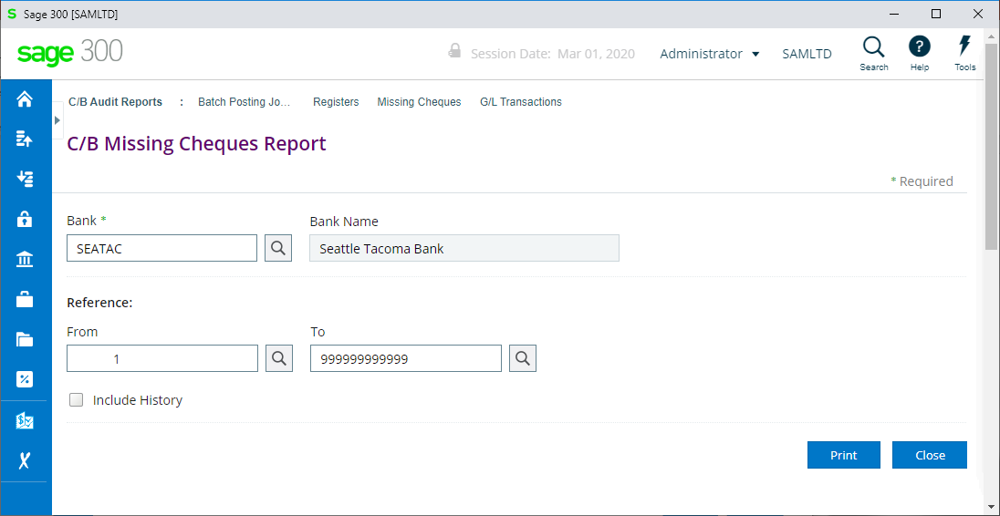 S Sage 300 [SAMLTD]
sage 300
Session Date: Mar 01, 2020
Administrator
SAMLTD
Search
?
Help
Tools
C/B Audit Reports : Batch Posting Jo... Registers Missing Cheques G/L Transactions
C/B Missing Cheques Report
* Required
Bank *
Bank Name
SEATAC
Seattle Tacoma Bank
Reference:
From
To
1
999999999999
Include History
Print
Close